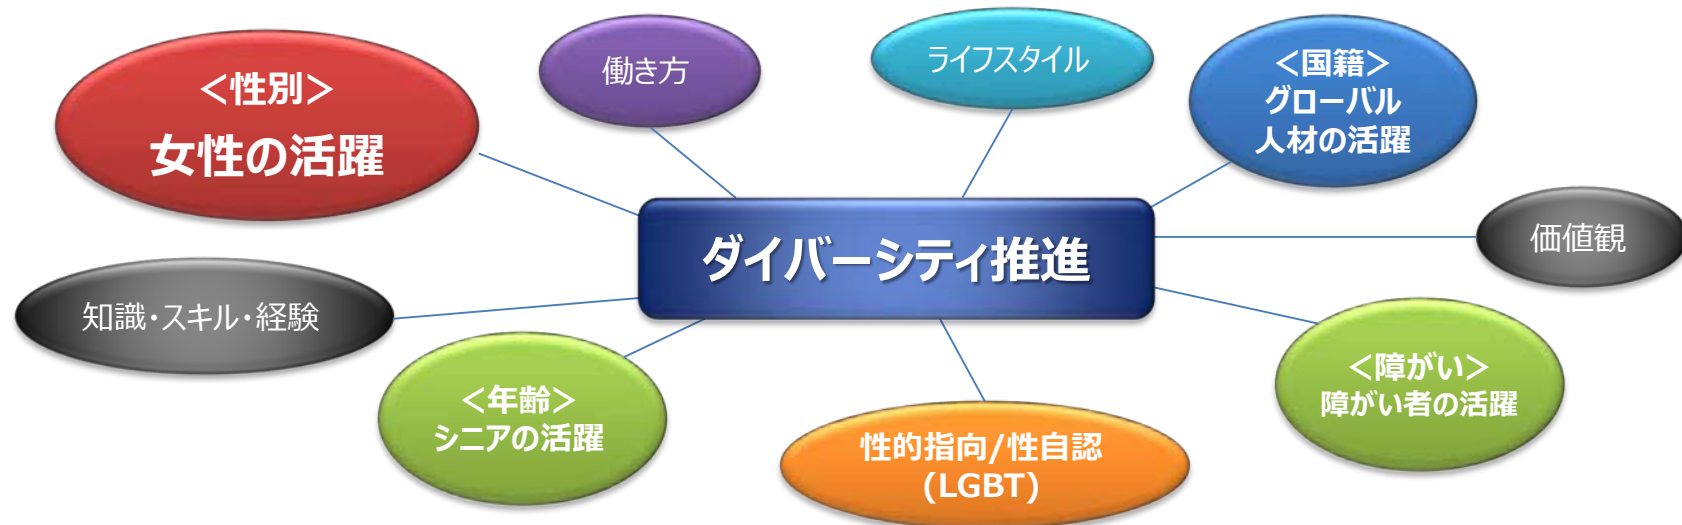 ＜性別＞
女性の活躍
働き方
ライフスタイル
＜国籍＞
グローバル
人材の活躍
ダイバーシティ推進
価値観
知識・スキル・経験
＜年齢＞
シニアの活躍
性的指向/性自認
(LGBT)
＜障がい＞
障がい者の活躍